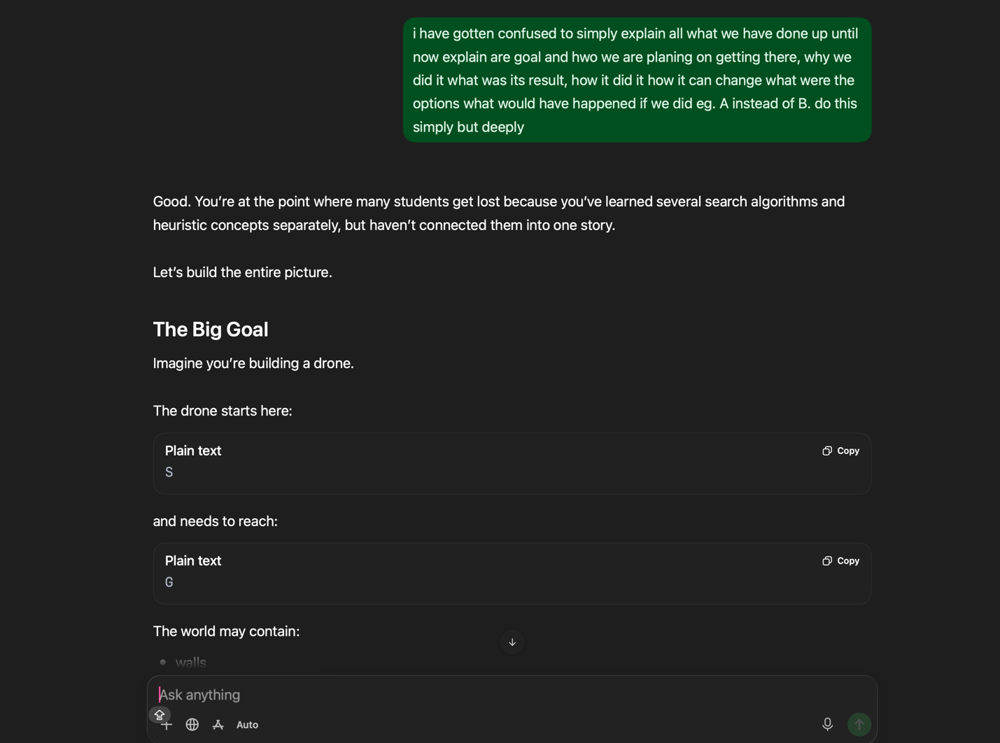 i have gotten confused to simply explain all what we have done up until
now explain are goal and hwo we are planing on getting there, why we
did it what was its result, how it did it how it can change what were the
options what would have happened if we did eg. A instead of B. do this
simply but deeply
Good. You’re at the point where many students get lost because you’ve learned several search algorithms and
heuristic concepts separately, but haven’t connected them into one story.
Let’s build the entire picture.
The Big Goal
Imagine you’re building a drone.
The drone starts here:
Plain text
Copy
S
and needs to reach:
Plain text
Copy
G
The world may contain:
• walls
Ask anything
Auto